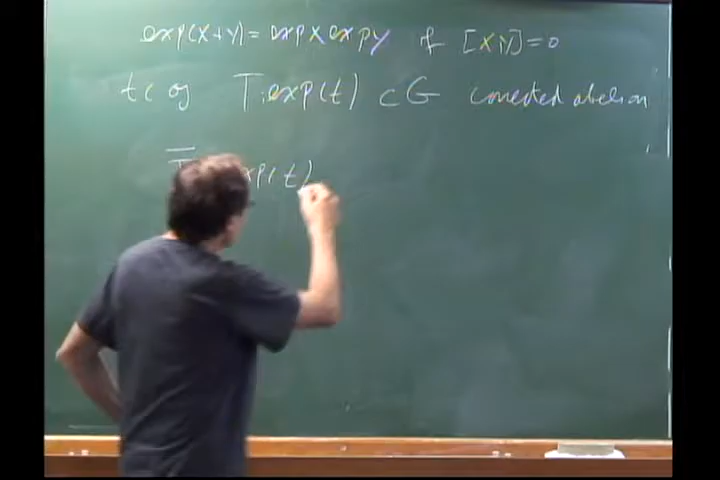 exp(X+Y) = exp X exp Y if [X,Y]=0
t ⊂ g T:exp(t) ⊂ G connected abelian
exp(t)